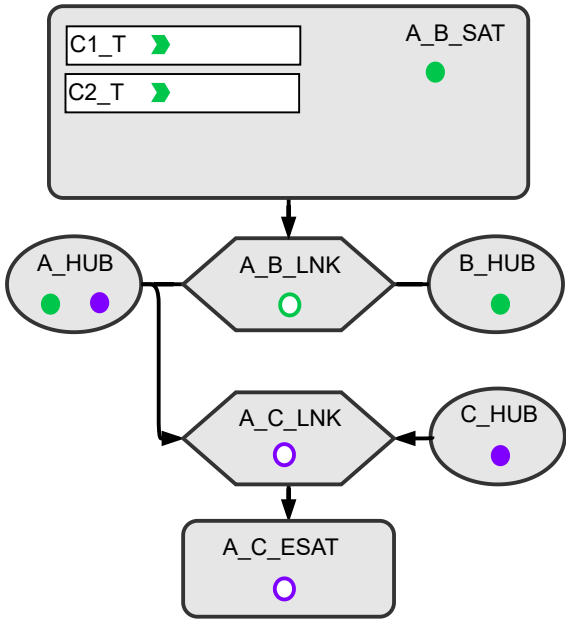 C1_T
A_B_SAT
C2_T
A_HUB
A_B_LNK
B_HUB
A_C_LNK
C_HUB
A_C_ESAT